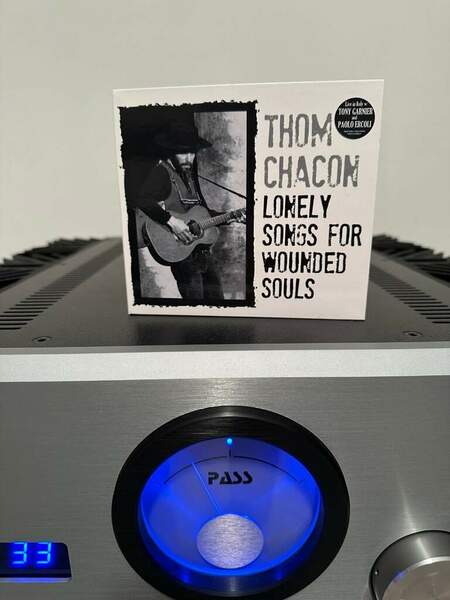 THOM
CHACON
LONELY
SONGS FOR
WOUNDED
SOULS
Live in Italy w/
TONY GARNIER
and
PAOLO ERCOLI
PASS
33